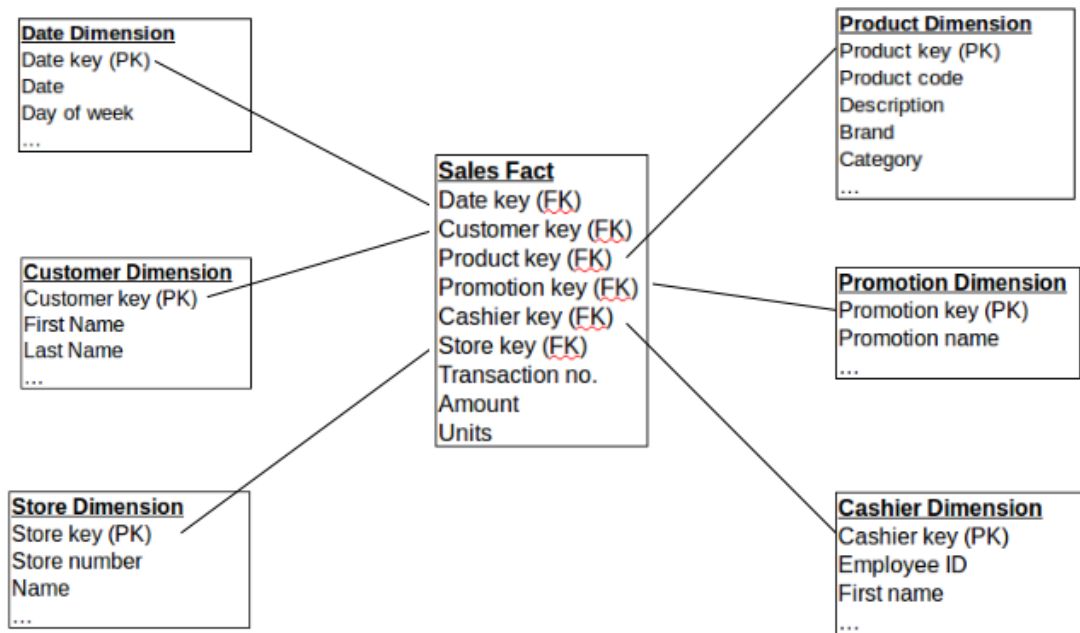 Date Dimension
Date key (PK)
Date
Day of week
...
Customer Dimension
Customer key (PK)
First Name
Last Name
...
Store Dimension
Store key (PK)
Store number
Name
...
Sales Fact
Date key (FK)
Customer key (FK)
Product key (FK)
Promotion key (FK)
Cashier key (FK)
Store key (FK)
Transaction no.
Amount
Units
Product Dimension
Product key (PK)
Product code
Description
Brand
Category
...
Promotion Dimension
Promotion key (PK)
Promotion name
...
Cashier Dimension
Cashier key (PK)
Employee ID
First name
...